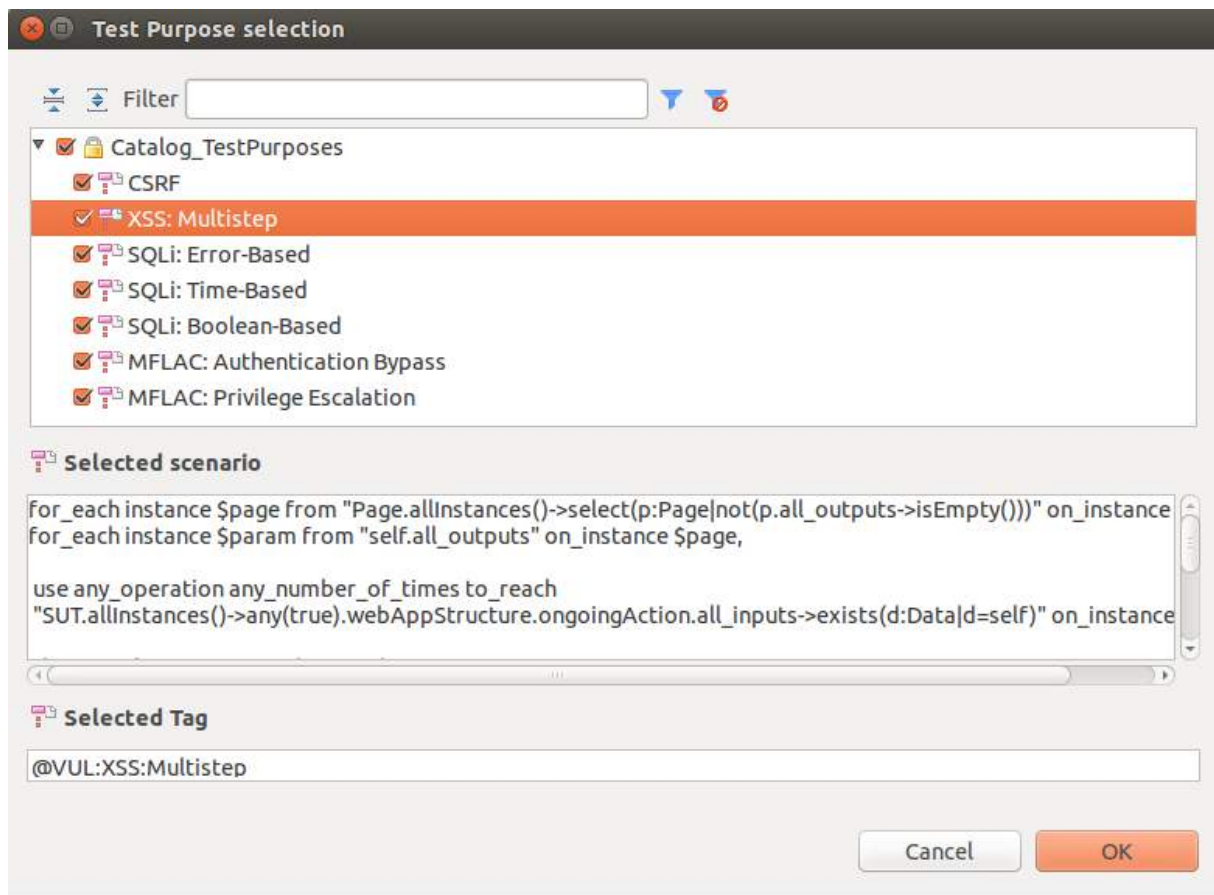 Test Purpose selection
Filter
Catalog_TestPurposes
CSRF
XSS: Multistep
SQLi: Error-Based
SQLi: Time-Based
SQLi: Boolean-Based
MFLAC: Authentication Bypass
MFLAC: Privilege Escalation
Selected scenario
for_each instance $page from "Page.allInstances()->select(p:Page|not(p.all_outputs->isEmpty()))" on_instance
for_each instance $param from "self.all_outputs" on_instance $page,
use any_operation any_number_of_times to_reach
"SUT.allInstances()->any(true).webAppStructure.ongoingAction.all_inputs->exists(d:Data|d=self)" on_instance
Selected Tag
@VUL:XSS:Multistep
Cancel
OK